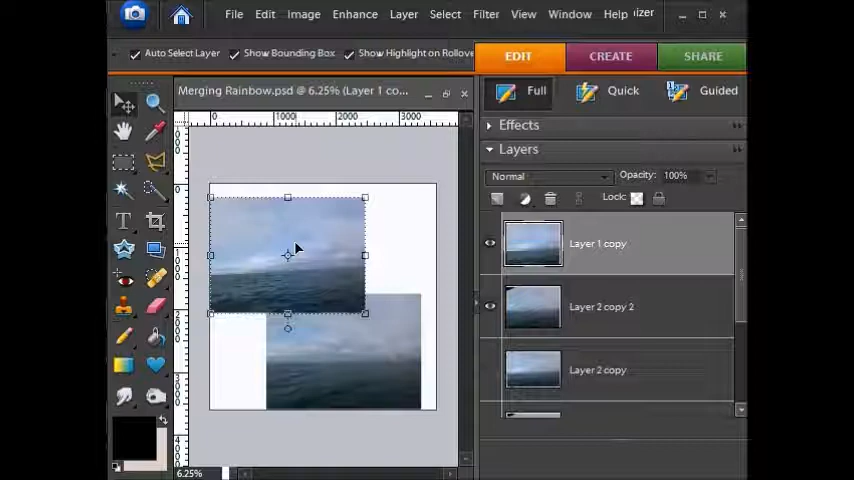 File Edit Image Enhance Layer Select Filter View Window Help izer
Auto Select Layer Show Bounding Box Show Highlight on Rollove EDIT CREATE SHARE
Merging Rainbow.psd @ 6.25% (Layer 1 co... Full Quick Guided
0 1000 2000 3000
Effects
Layers
Normal Opacity: 100%
Lock:
Layer 1 copy
Layer 2 copy 2
Layer 2 copy
6.25%